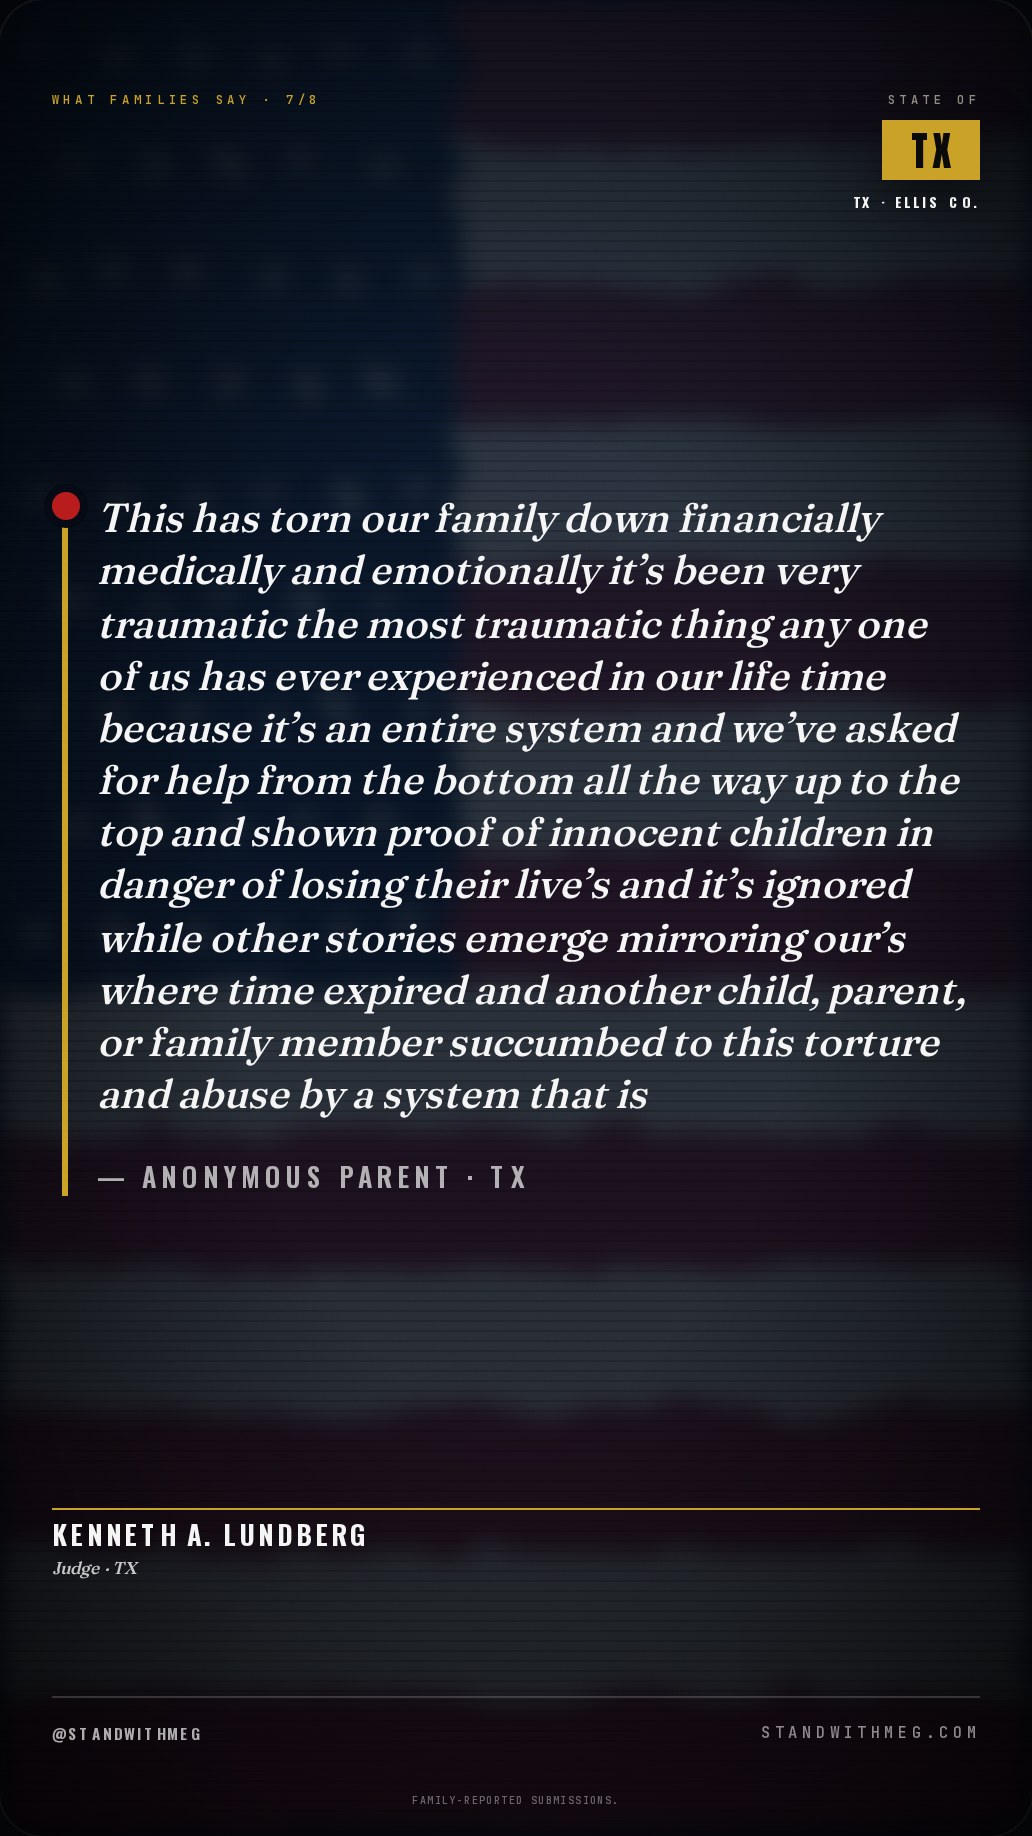 WHAT FAMILIES SAY · 7/8
STATE OF
TX
TX · ELLIS CO.
This has torn our family down financially
medically and emotionally it’s been very
traumatic the most traumatic thing any one
of us has ever experienced in our life time
because it’s an entire system and we’ve asked
for help from the bottom all the way up to the
top and shown proof of innocent children in
danger of losing their live’s and it’s ignored
while other stories emerge mirroring our’s
where time expired and another child, parent,
or family member succumbed to this torture
and abuse by a system that is
— ANONYMOUS PARENT · TX
KENNETH A. LUNDBERG
Judge · TX
@STANDWITHMEG
STANDWITHMEG.COM
FAMILY-REPORTED SUBMISSIONS.